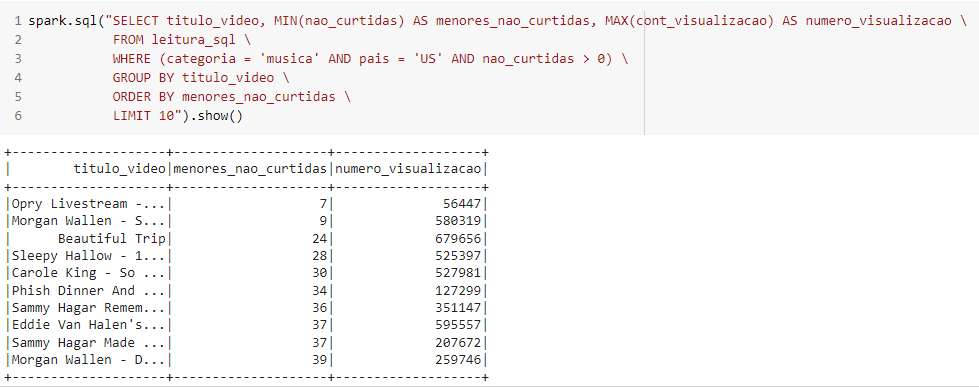 1 spark.sql("SELECT titulo_video, MIN(nao_curtidas) AS menores_nao_curtidas, MAX(cont_visualizacao) AS numero_visualizacao \
2 FROM leitura_sql \
3 WHERE (categoria = 'musica' AND pais = 'US' AND nao_curtidas > 0) \
4 GROUP BY titulo_video \
5 ORDER BY menores_nao_curtidas \
6 LIMIT 10").show()
+--------------------+--------------------+-------------------+
|        titulo_video|menores_nao_curtidas|numero_visualizacao|
+--------------------+--------------------+-------------------+
|Opry Livestream -...|                   7|              56447|
|Morgan Wallen - S...|                   9|             580319|
|      Beautiful Trip|                  24|             679656|
|Sleepy Hallow - 1...|                  28|             525397|
|Carole King - So ...|                  30|             527981|
|Phish Dinner And ...|                  34|             127299|
|Sammy Hagar Remem...|                  36|             351147|
|Eddie Van Halen's...|                  37|             595557|
|Sammy Hagar Made ...|                  37|             207672|
|Morgan Wallen - D...|                  39|             259746|
+--------------------+--------------------+-------------------+